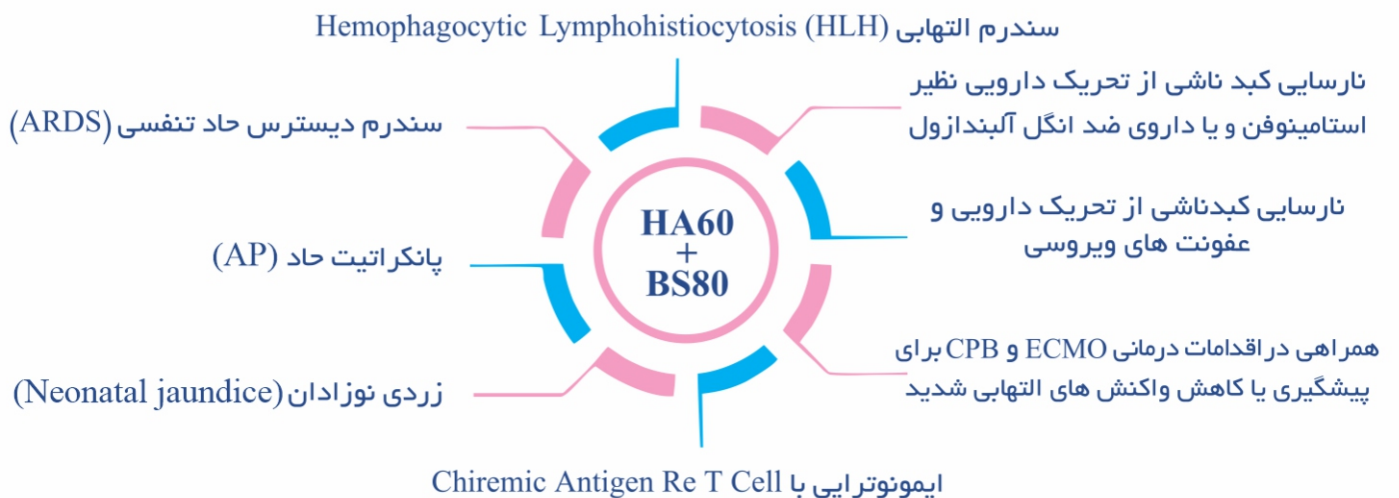 سندرم التهابی Hemophagocytic Lymphohistiocytosis (HLH)
نارسایی کبد ناشی از تحریک دارویی نظیر
استامینوفن و یا داروی ضد انگل آلبندازول
نارسایی کبدناشی از تحریک دارویی و
عفونت های ویروسی
همراهی دراقدامات درمانی ECMO و CPB برای
پیشگیری یا کاهش واکنش های التهابی شدید
ایمونوتراپی با Chiremic Antigen Re T Cell
سندرم دیسترس حاد تنفسی (ARDS)
پانکراتیت حاد (AP)
زردی نوزادان (Neonatal jaundice)
HA60
+
BS80